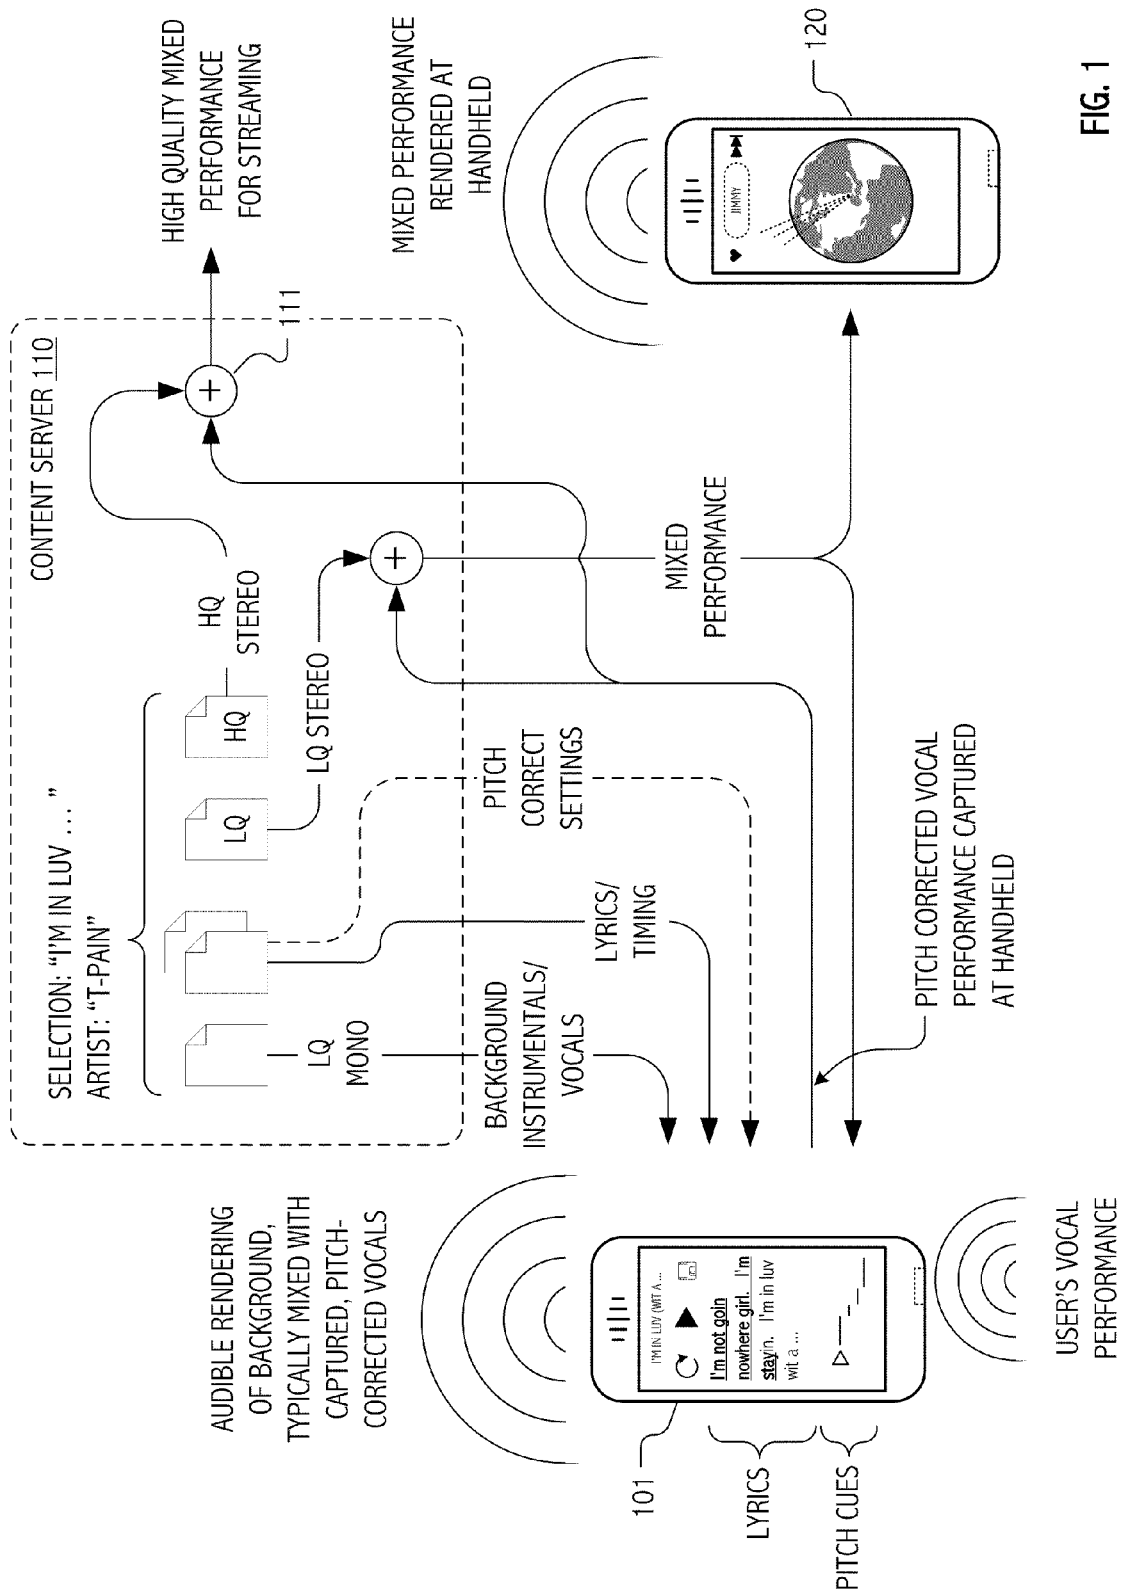 CONTENT SERVER 110
SELECTION: “I’M IN LUV … ”
ARTIST: “T-PAIN”
HQ
LQ
HQ
STEREO
LQ STEREO
LQ
MONO
+
+
111
HIGH QUALITY MIXED
PERFORMANCE
FOR STREAMING
BACKGROUND
INSTRUMENTALS/
VOCALS
LYRICS/
TIMING
PITCH
CORRECT
SETTINGS
MIXED
PERFORMANCE
MIXED PERFORMANCE
RENDERED AT
HANDHELD
JIMMY
120
AUDIBLE RENDERING
OF BACKGROUND,
TYPICALLY MIXED WITH
CAPTURED, PITCH-
CORRECTED VOCALS
101
I'M IN LUV (WIT A ...
I'm not goin
nowhere girl. I'm
stayin. I'm in luv
wit a ...
LYRICS
PITCH CUES
USER’S VOCAL
PERFORMANCE
PITCH CORRECTED VOCAL
PERFORMANCE CAPTURED
AT HANDHELD
FIG. 1